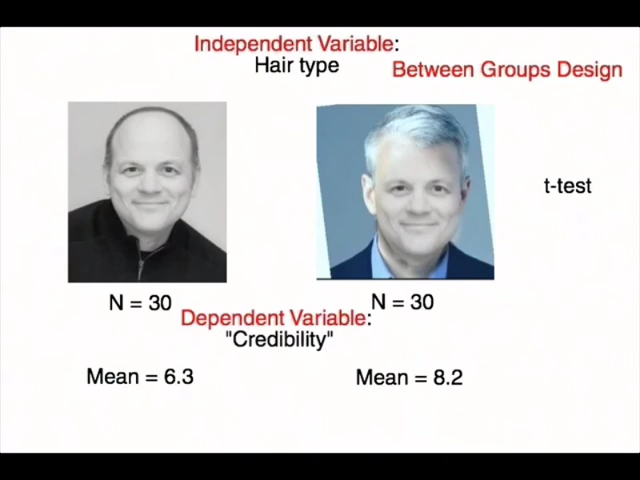 Independent Variable:
Hair type
Between Groups Design
t-test
N = 30
N = 30
Dependent Variable:
"Credibility"
Mean = 6.3
Mean = 8.2